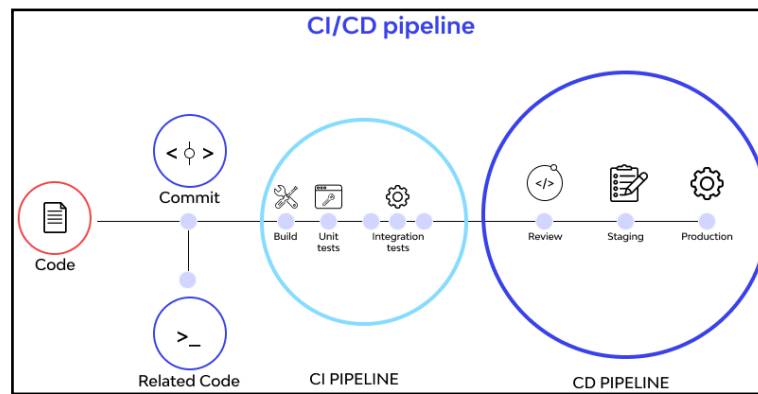 CI/CD pipeline
< >
Commit
Code
Build
Unit
tests
Integration
tests
</>
Review
Staging
Production
>_
Related Code
CI PIPELINE
CD PIPELINE